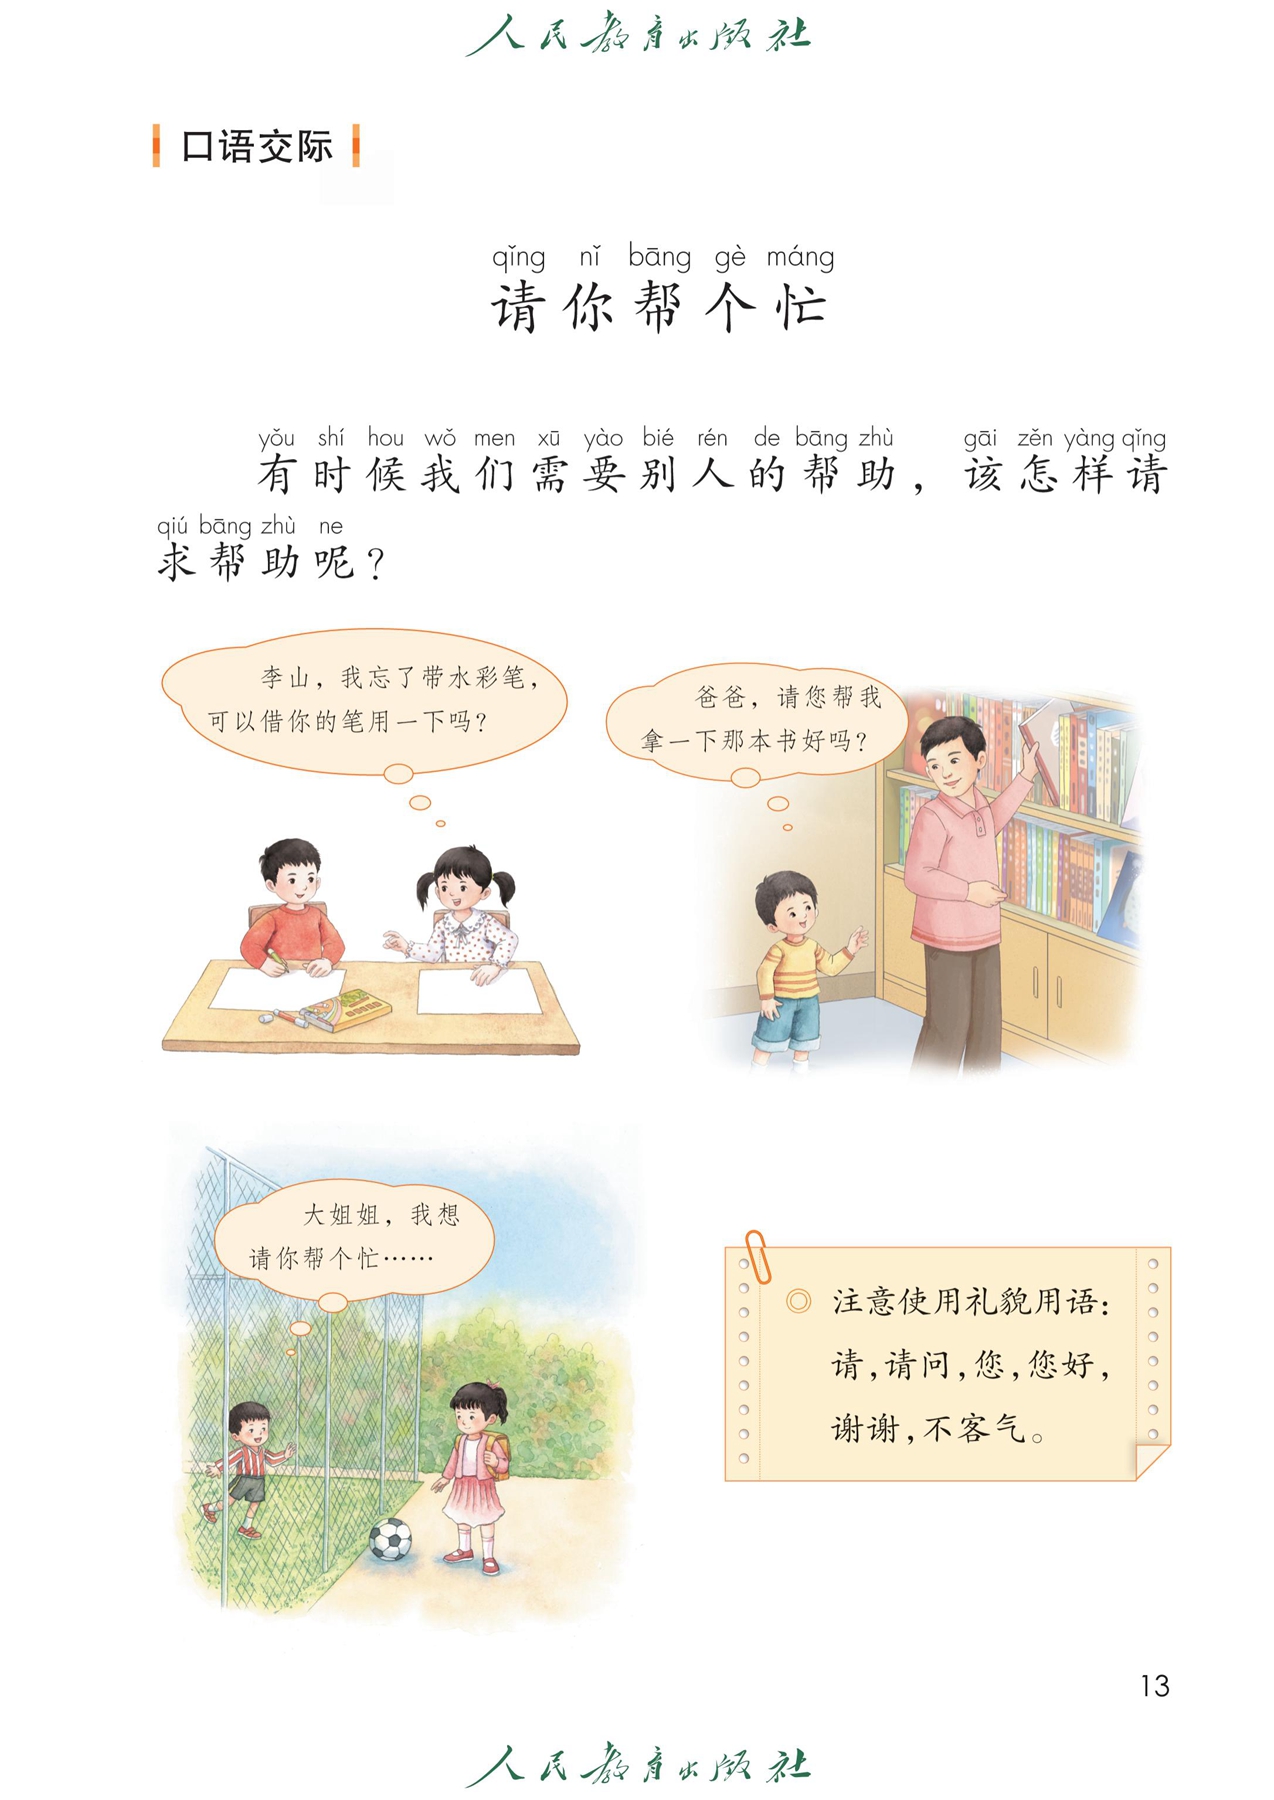 人民教育出版社
口语交际
qǐng nǐ bāng gè máng
请你帮个忙
yǒu shí hou wǒ men xū yào bié rén de bāng zhù gāi zěn yàng qǐng
有时候我们需要别人的帮助，该怎样请
qiú bāng zhù ne
求帮助呢？
李山，我忘了带水彩笔，
可以借你的笔用一下吗？
爸爸，请您帮我
拿一下那本书好吗？
大姐姐，我想
请你帮个忙……
◎ 注意使用礼貌用语：
请，请问，您，您好，
谢谢，不客气。
13
人民教育出版社